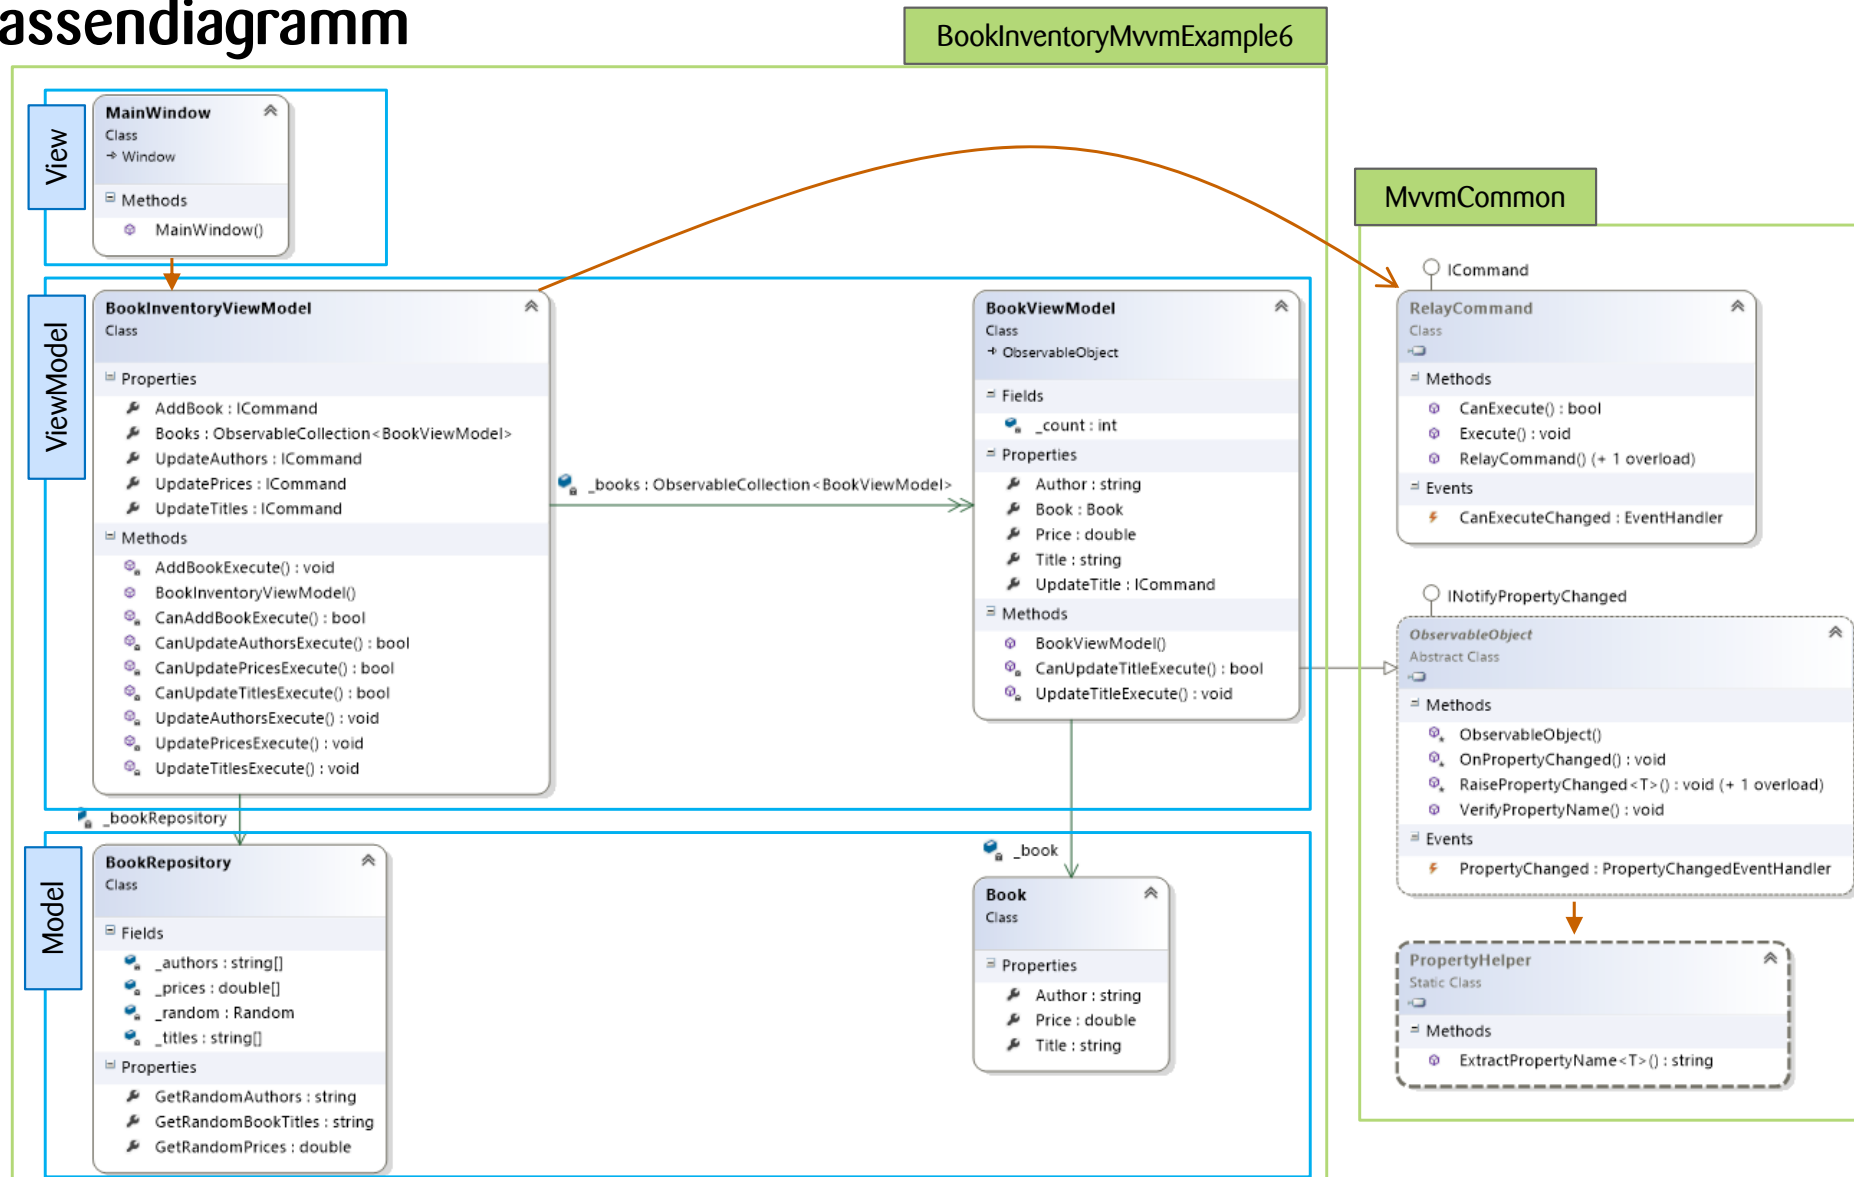 assendiagramm
BookInventoryMvvmExample6
View
MainWindow
Class
Window
Methods
MainWindow()
MvvmCommon
ViewModel
BookInventoryViewModel
Class
Properties
AddBook : ICommand
Books : ObservableCollection<BookViewModel>
UpdateAuthors : ICommand
UpdatePrices : ICommand
UpdateTitles : ICommand
Methods
AddBookExecute() : void
BookInventoryViewModel()
CanAddBookExecute() : bool
CanUpdateAuthorsExecute() : bool
CanUpdatePricesExecute() : bool
CanUpdateTitlesExecute() : bool
UpdateAuthorsExecute() : void
UpdatePricesExecute() : void
UpdateTitlesExecute() : void
_books : ObservableCollection<BookViewModel>
BookViewModel
Class
ObservableObject
Fields
_count : int
Properties
Author : string
Book : Book
Price : double
Title : string
UpdateTitle : ICommand
Methods
BookViewModel()
CanUpdateTitleExecute() : bool
UpdateTitleExecute() : void
ICommand
RelayCommand
Class
Methods
CanExecute() : bool
Execute() : void
RelayCommand() (+ 1 overload)
Events
CanExecuteChanged : EventHandler
INotifyPropertyChanged
ObservableObject
Abstract Class
Methods
ObservableObject()
OnPropertyChanged() : void
RaisePropertyChanged<T>() : void (+ 1 overload)
VerifyPropertyName() : void
Events
PropertyChanged : PropertyChangedEventHandler
PropertyHelper
Static Class
Methods
ExtractPropertyName<T>() : string
_bookRepository
Model
BookRepository
Class
Fields
_authors : string[]
_prices : double[]
_random : Random
_titles : string[]
Properties
GetRandomAuthors : string
GetRandomBookTitles : string
GetRandomPrices : double
_book
Book
Class
Properties
Author : string
Price : double
Title : string